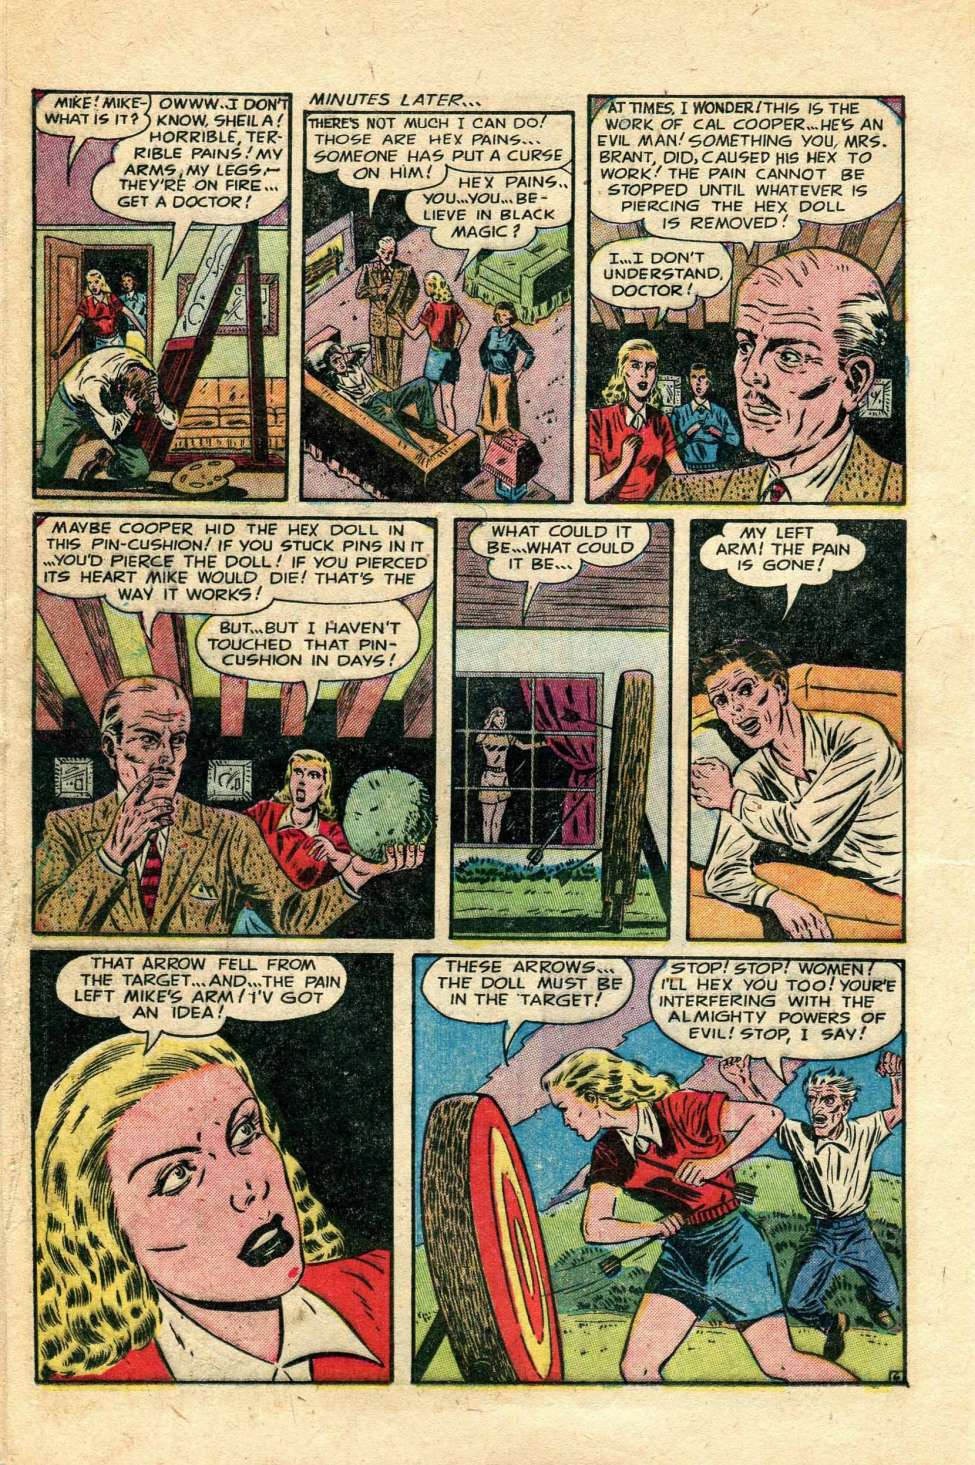 MIKE! MIKE-
WHAT IS IT?
OWWW..I DON'T
KNOW, SHEILA!
HORRIBLE, TER-
RIBLE PAINS! MY
ARMS, MY LEGS,-
THEY'RE ON FIRE...
GET A DOCTOR!
MINUTES LATER...
THERE'S NOT MUCH I CAN DO!
THOSE ARE HEX PAINS...
SOMEONE HAS PUT A CURSE
ON HIM!
HEX PAINS..
YOU...YOU...BE-
LIEVE IN BLACK
MAGIC?
AT TIMES, I WONDER! THIS IS THE
WORK OF CAL COOPER...HE'S AN
EVIL MAN! SOMETHING YOU, MRS.
BRANT, DID, CAUSED HIS HEX TO
WORK! THE PAIN CANNOT BE
STOPPED UNTIL WHATEVER IS
PIERCING THE HEX DOLL
IS REMOVED!
I...I DON'T
UNDERSTAND,
DOCTOR!
MAYBE COOPER HID THE HEX DOLL IN
THIS PIN-CUSHION! IF YOU STUCK PINS IN IT
...YOU'D PIERCE THE DOLL! IF YOU PIERCED
ITS HEART MIKE WOULD DIE! THAT'S THE
WAY IT WORKS!
BUT...BUT I HAVEN'T
TOUCHED THAT PIN-
CUSHION IN DAYS!
WHAT COULD IT
BE...WHAT COULD
IT BE...
MY LEFT
ARM! THE PAIN
IS GONE!
THAT ARROW FELL FROM
THE TARGET...AND...THE PAIN
LEFT MIKE'S ARM! I'V GOT
AN IDEA!
THESE ARROWS...
THE DOLL MUST BE
IN THE TARGET!
STOP! STOP! WOMEN!
I'LL HEX YOU TOO! YOUR'E
INTERFERING WITH THE
ALMIGHTY POWERS OF
EVIL! STOP, I SAY!
6